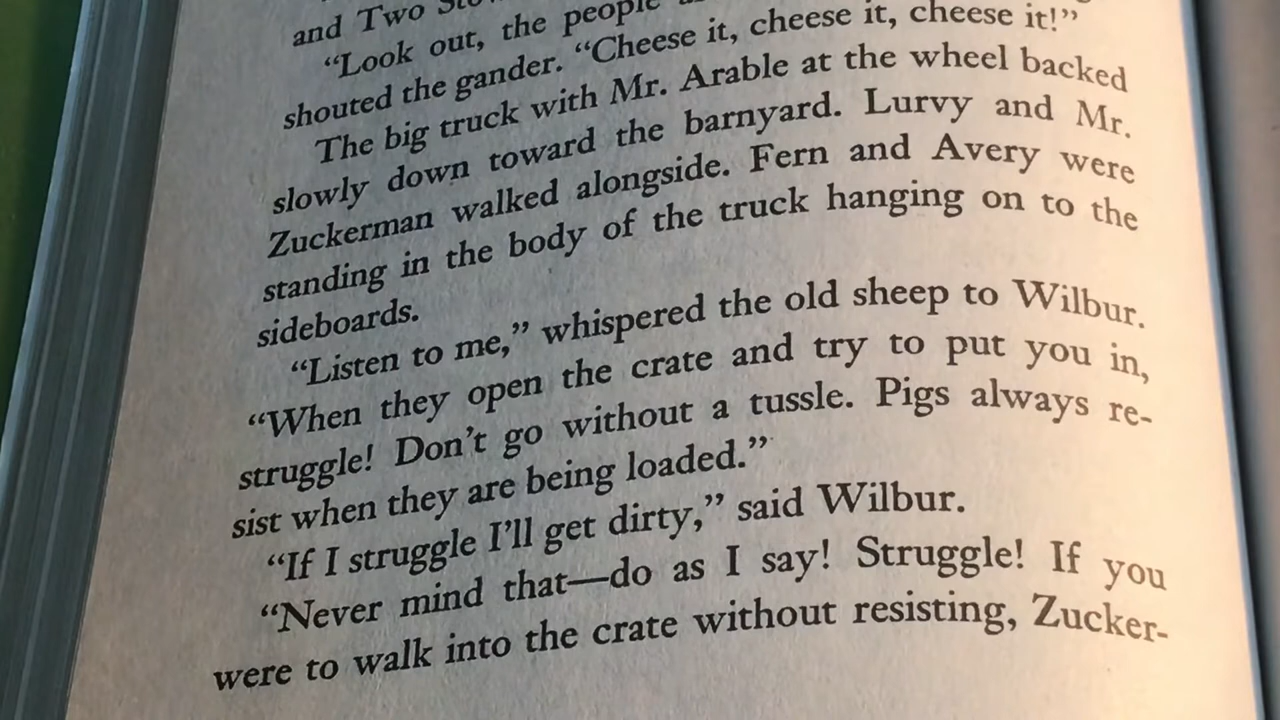 and Two
“Look out, the people
shouted the gander. “Cheese it, cheese it, cheese it!”
The big truck with Mr. Arable at the wheel backed
slowly down toward the barnyard. Lurvy and Mr.
Zuckerman walked alongside. Fern and Avery were
standing in the body of the truck hanging on to the
sideboards.
“Listen to me,” whispered the old sheep to Wilbur.
“When they open the crate and try to put you in,
struggle! Don’t go without a tussle. Pigs always re-
sist when they are being loaded.”
“If I struggle I’ll get dirty,” said Wilbur.
“Never mind that—do as I say! Struggle! If you
were to walk into the crate without resisting, Zucker-